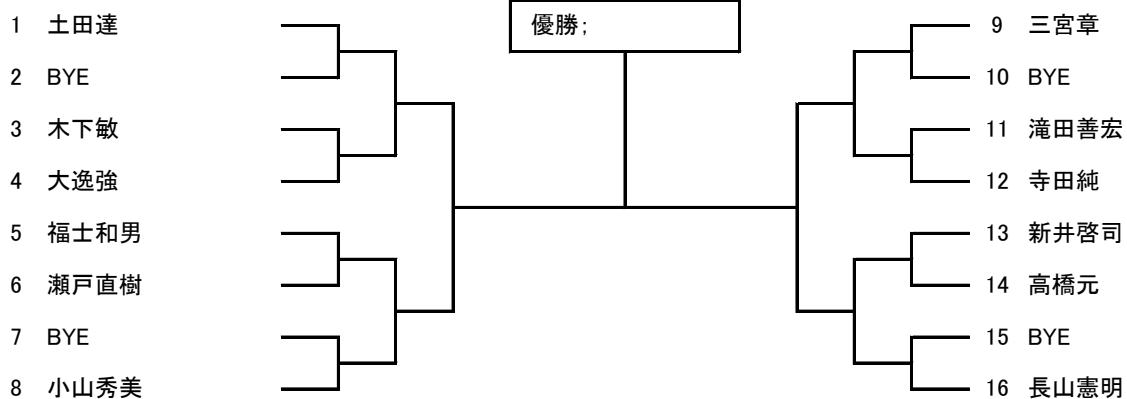 優勝;
1 土田達
2 BYE
3 木下敏
4 大逸強
5 福士和男
6 瀬戸直樹
7 BYE
8 小山秀美
9 三宮章
10 BYE
11 滝田善宏
12 寺田純
13 新井啓司
14 高橋元
15 BYE
16 長山憲明